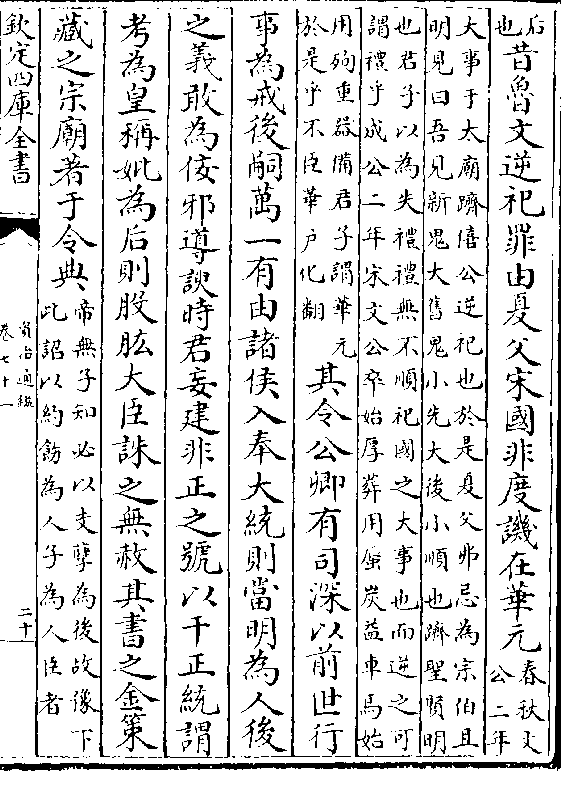 后
也
昔魯文逆祀罪由夏父宋國非度譏在華元
春秋文
公二年
大事于太廟躋僖公逆祀也於是夏父弗忌為宗伯且
明見曰吾見新鬼大舊鬼小先大後小順也躋聖賢明
也君子以為失禮禮無不順祀國之大事也而逆之可
謂禮乎成公二年宋文公卒始厚葬用蜃炭益車馬始
用殉重器備君子謂華元
於是乎不臣華户化翻
其令公卿有司深以前世行
事為戒後嗣萬一有由諸侯入奉大統則當明為人後
之義敢為佞邪導諛時君妄建非正之號以干正統謂
考為皇稱妣為后則股肱大臣誅之無赦其書之金策
藏之宗廟著于令典
帝無子知必以支孽為後故豫下
此詔以約飭為人子為人臣者
欽定四庫全書
資治通鑑
卷七十一
二十